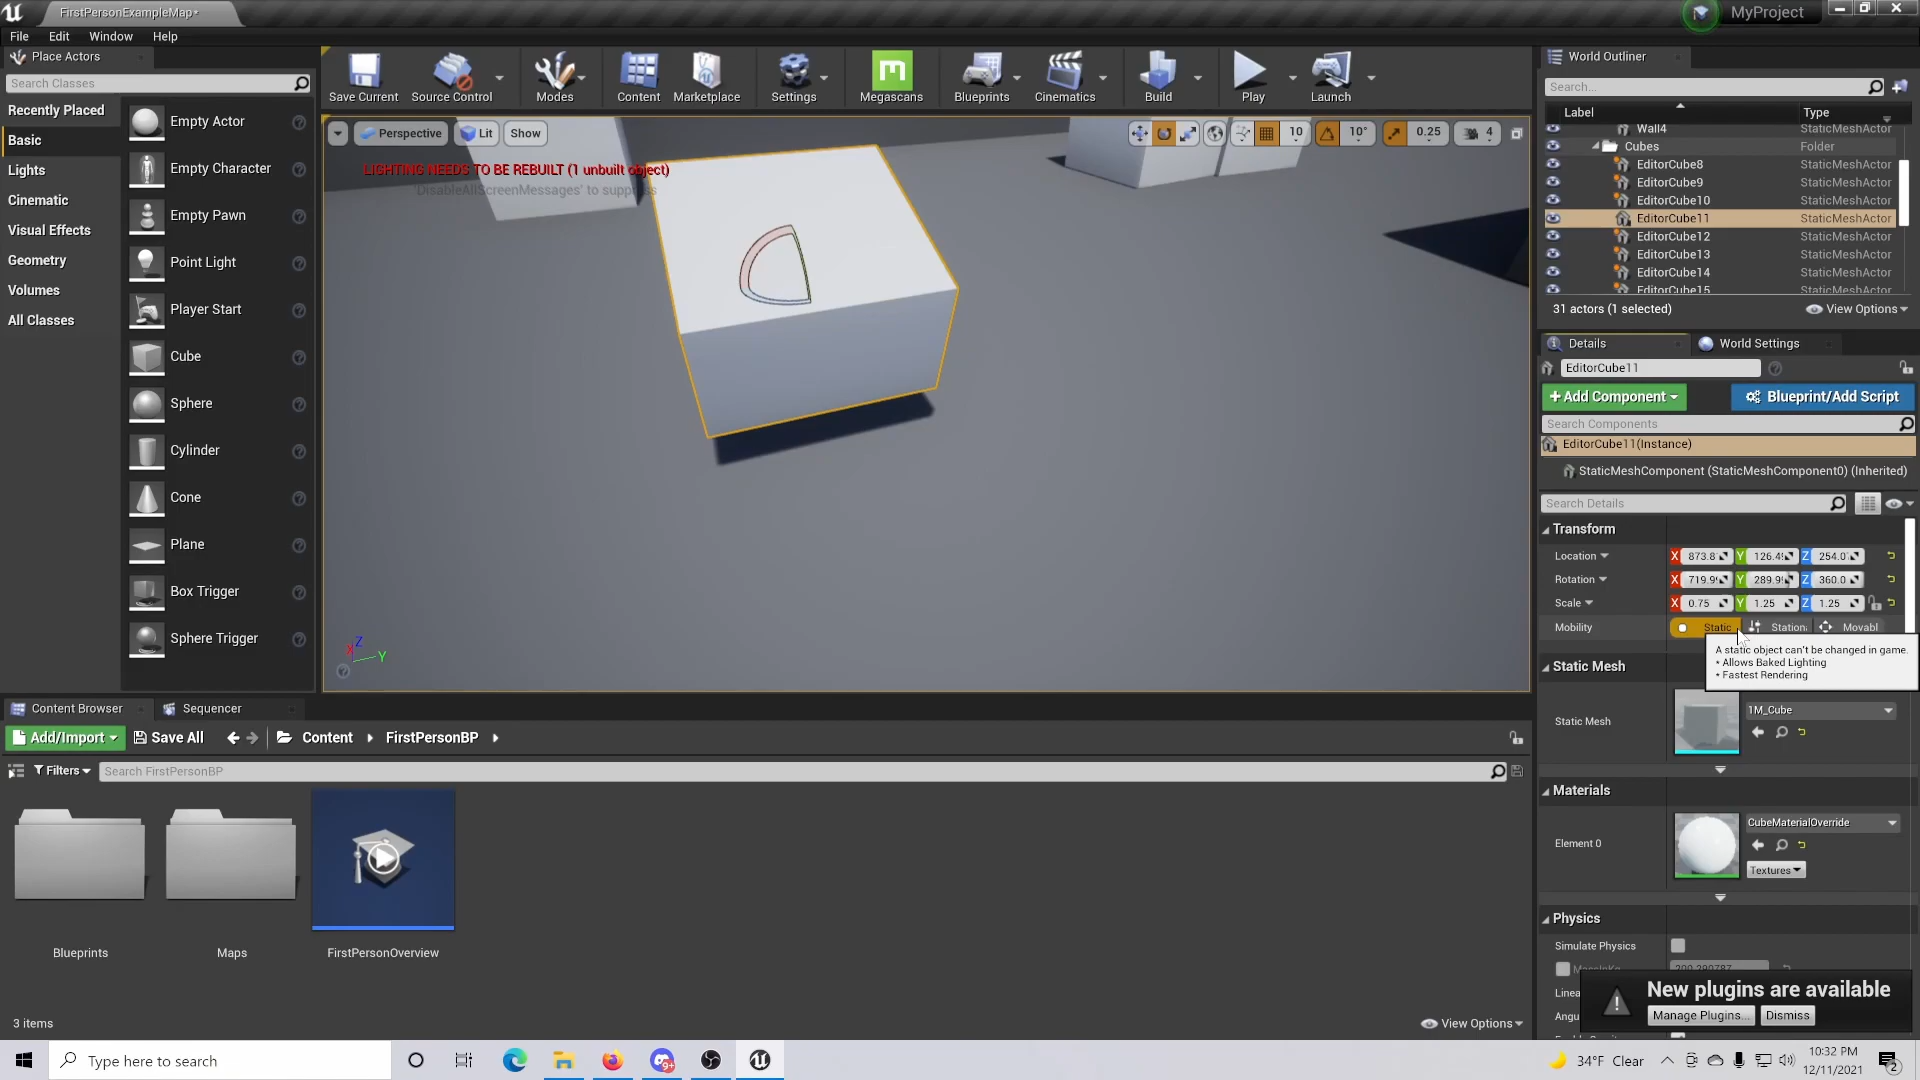 FirstPersonExampleMap*
MyProject
File Edit Window Help
Place Actors
Search Classes
Recently Placed
Basic
Lights
Cinematic
Visual Effects
Geometry
Volumes
All Classes
Empty Actor
Empty Character
Empty Pawn
Point Light
Player Start
Cube
Sphere
Cylinder
Cone
Plane
Box Trigger
Sphere Trigger
Save Current
Source Control
Modes
Content
Marketplace
Settings
Megascans
Blueprints
Cinematics
Build
Play
Launch
Perspective Lit Show
10 10° 0.25 4
LIGHTING NEEDS TO BE REBUILT (1 unbuilt object)
'DisableAllScreenMessages' to suppress
X Y Z
World Outliner
Search...
Label Type
Wall4 StaticMeshActor
Cubes Folder
EditorCube8 StaticMeshActor
EditorCube9 StaticMeshActor
EditorCube10 StaticMeshActor
EditorCube11 StaticMeshActor
EditorCube12 StaticMeshActor
EditorCube13 StaticMeshActor
EditorCube14 StaticMeshActor
EditorCube15 StaticMeshActor
31 actors (1 selected) View Options
Details World Settings
EditorCube11
+Add Component Blueprint/Add Script
Search Components
EditorCube11(Instance)
StaticMeshComponent (StaticMeshComponent0) (Inherited)
Search Details
Transform
Location X 873.8 Y 126.4 Z 254.0
Rotation X 719.9 Y 289.9 Z 360.0
Scale X 0.75 Y 1.25 Z 1.25
Mobility Static Station Movabl
A static object can't be changed in game.
* Allows Baked Lighting
* Fastest Rendering
Static Mesh
Static Mesh 1M_Cube
Materials
Element 0 CubeMaterialOverride
Textures
Physics
Simulate Physics
Linea
Angu
New plugins are available
Manage Plugins... Dismiss
Content Browser Sequencer
Add/Import Save All Content FirstPersonBP
Filters Search FirstPersonBP
Blueprints
Maps
FirstPersonOverview
3 items View Options
Type here to search
9+
34°F Clear
10:32 PM
12/11/2021
2